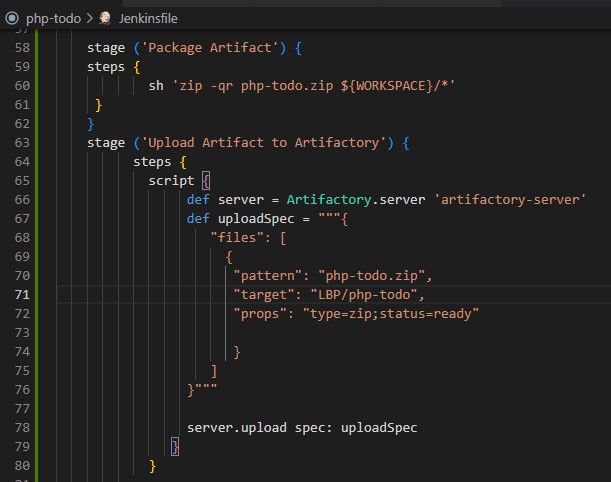 php-todo > Jenkinsfile
57
58 stage ('Package Artifact') {
59 steps {
60 sh 'zip -qr php-todo.zip ${WORKSPACE}/*'
61 }
62 }
63 stage ('Upload Artifact to Artifactory') {
64 steps {
65 script {
66 def server = Artifactory.server 'artifactory-server'
67 def uploadSpec = """{
68 "files": [
69 {
70 "pattern": "php-todo.zip",
71 "target": "LBP/php-todo",
72 "props": "type=zip;status=ready"
73
74 }
75 ]
76 }"""
77
78 server.upload spec: uploadSpec
79 }
80 }
81